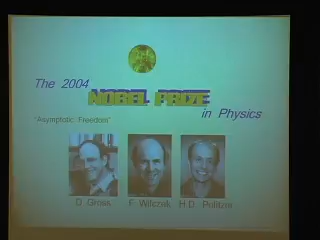 The 2004
NOBEL PRIZE
in Physics
"Asymptotic Freedom"
D. Gross F. Wilczek H.D. Politzer